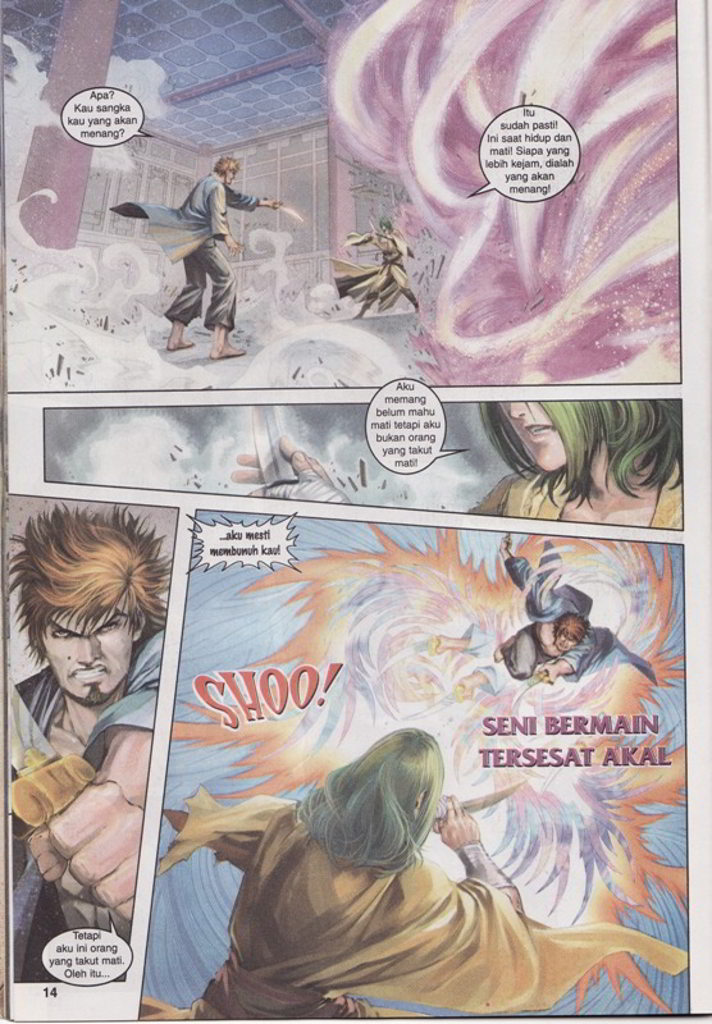 Apa?
Kau sangka
kau yang akan
menang?
Itu
sudah pasti!
Ini saat hidup dan
mati! Siapa yang
lebih kejam, dialah
yang akan
menang!
Aku
memang
belum mahu
mati tetapi aku
bukan orang
yang takut
mati!
Tetapi
aku ini orang
yang takut mati.
Oleh itu...
...aku mesti
membunuh kau!
SHOO!
SENI BERMAIN
TERSESAT AKAL
14